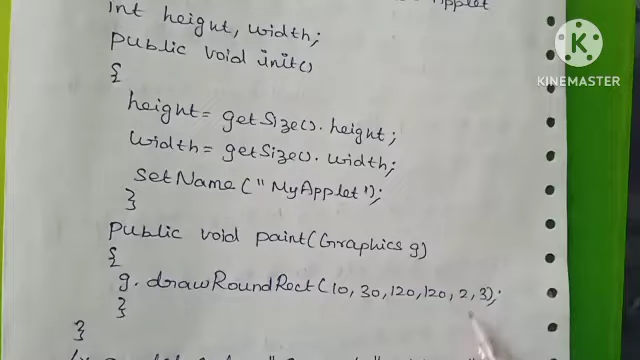 Applet
int height, width;
public void init()
{
height = getSize().height;
width = getSize().width;
setName("MyApplet");
}
public void paint(Graphics g)
{
g.drawRoundRect(10, 30, 120, 120, 2, 3);
}
}
KINEMASTER